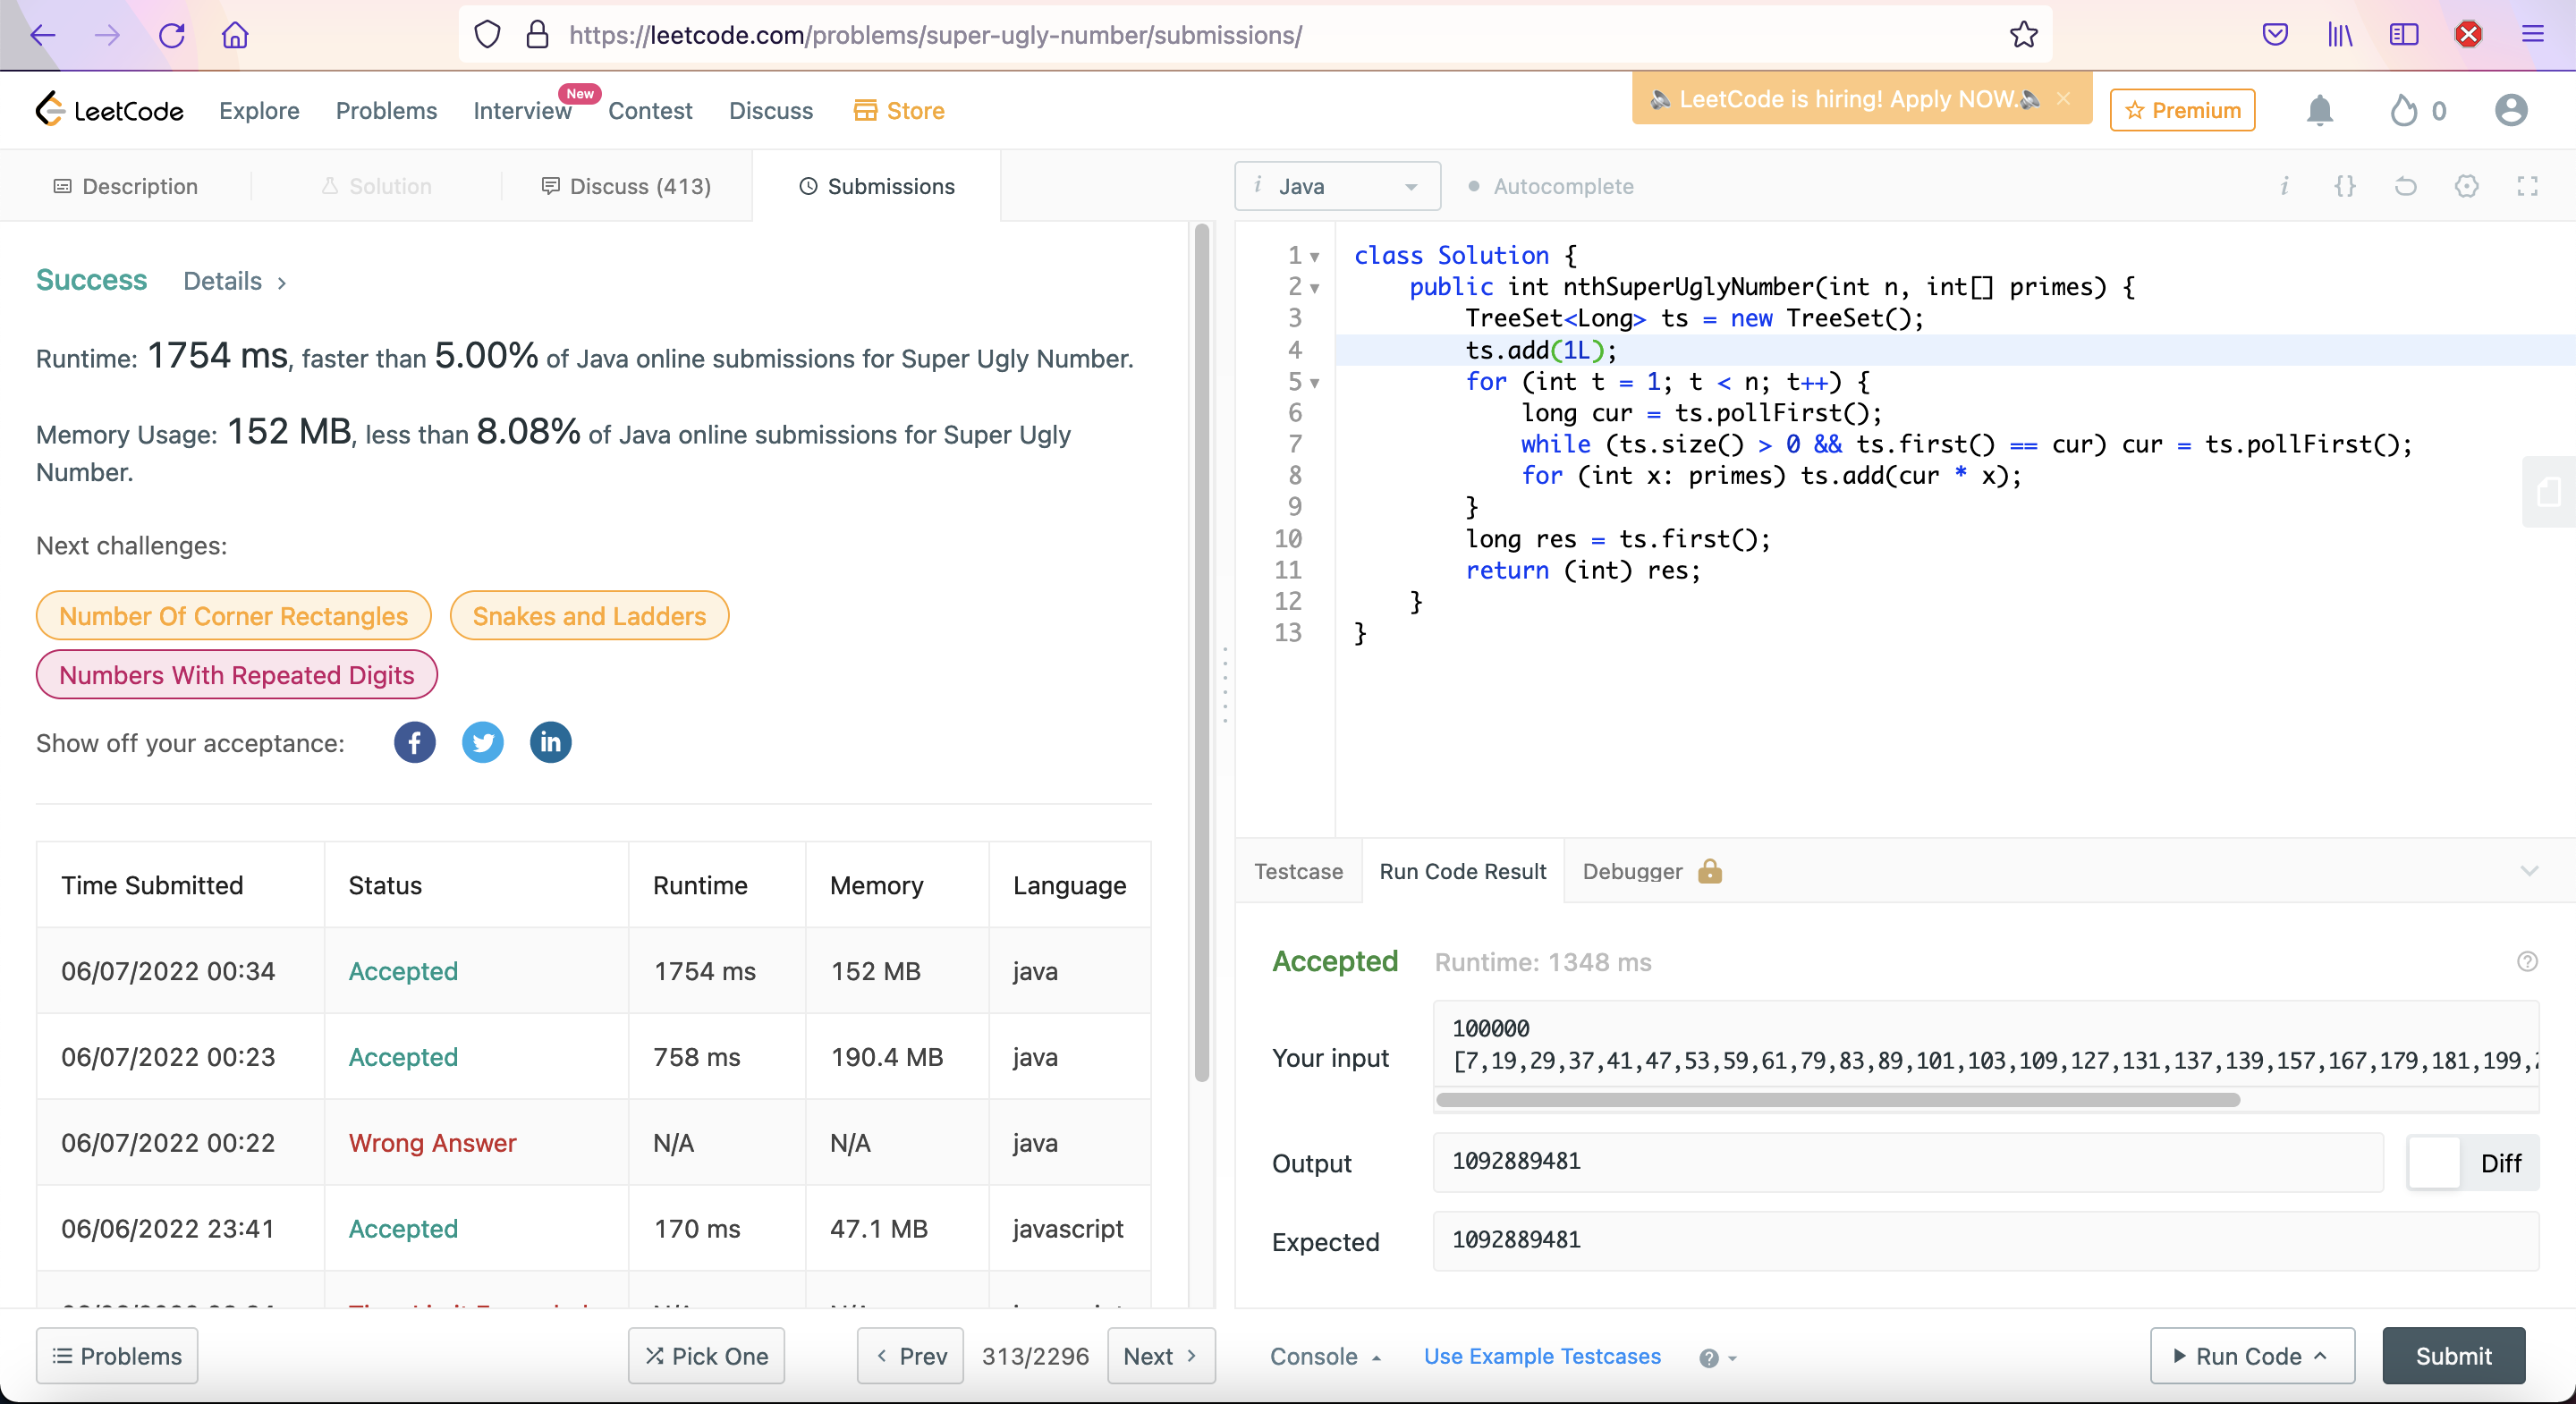 https://leetcode.com/problems/super-ugly-number/submissions/
LeetCode Explore Problems Interview New Contest Discuss Store
LeetCode is hiring! Apply NOW.
Premium
0
Description Solution Discuss (413) Submissions
Success Details
Runtime: 1754 ms, faster than 5.00% of Java online submissions for Super Ugly Number.
Memory Usage: 152 MB, less than 8.08% of Java online submissions for Super Ugly
Number.
Next challenges:
Number Of Corner Rectangles Snakes and Ladders
Numbers With Repeated Digits
Show off your acceptance:
Time Submitted Status Runtime Memory Language
06/07/2022 00:34 Accepted 1754 ms 152 MB java
06/07/2022 00:23 Accepted 758 ms 190.4 MB java
06/07/2022 00:22 Wrong Answer N/A N/A java
06/06/2022 23:41 Accepted 170 ms 47.1 MB javascript
Problems Pick One Prev 313/2296 Next
i Java Autocomplete
i {}
1 class Solution {
2 public int nthSuperUglyNumber(int n, int[] primes) {
3 TreeSet<Long> ts = new TreeSet();
4 ts.add(1L);
5 for (int t = 1; t < n; t++) {
6 long cur = ts.pollFirst();
7 while (ts.size() > 0 && ts.first() == cur) cur = ts.pollFirst();
8 for (int x: primes) ts.add(cur * x);
9 }
10 long res = ts.first();
11 return (int) res;
12 }
13 }
Testcase Run Code Result Debugger
Accepted Runtime: 1348 ms
Your input
100000
[7,19,29,37,41,47,53,59,61,79,83,89,101,103,109,127,131,137,139,157,167,179,181,199,
Output 1092889481 Diff
Expected 1092889481
Console Use Example Testcases Run Code Submit